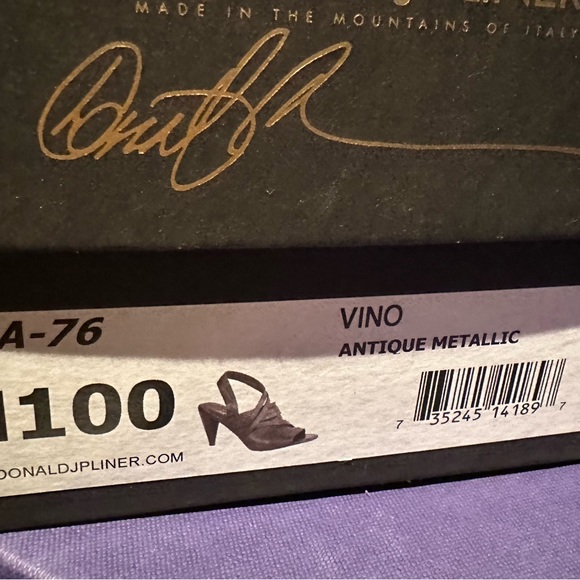 MADE IN THE MOUNTAINS OF ITALY
A-76
VINO
ANTIQUE METALLIC
100
DONALDJPLINER.COM
7 35245 14189 7